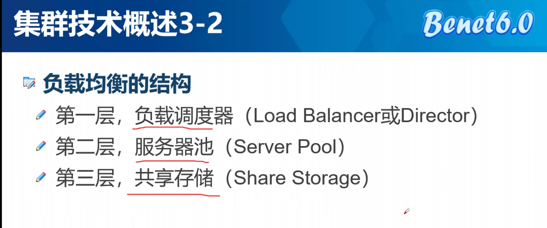 集群技术概述3-2
Benet6.0
负载均衡的结构
第一层，负载调度器（Load Balancer或Director）
第二层，服务器池（Server Pool）
第三层，共享存储（Share Storage）